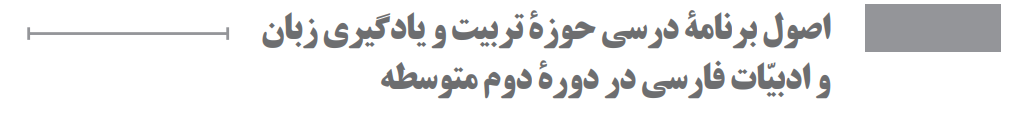 اصول برنامهٔ درسی حوزهٔ تربیت و یادگیری زبان
و ادبیّات فارسی در دورهٔ دوم متوسطه